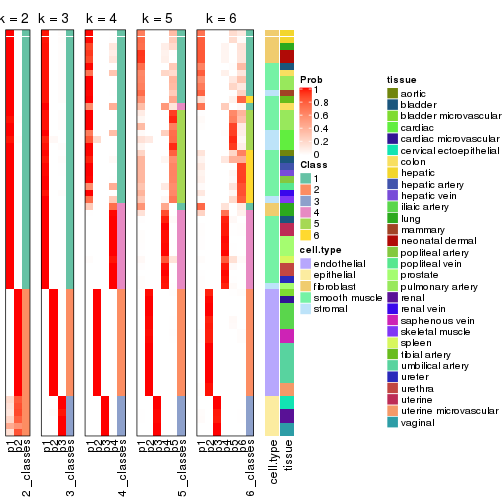 k = 2
k = 3
k = 4
k = 5
k = 6
Prob
1
0.8
0.6
0.4
0.2
0
Class
1
2
3
4
5
6
cell.type
endothelial
epithelial
fibroblast
smooth muscle
stromal
tissue
aortic
bladder
bladder microvascular
cardiac
cardiac microvascular
cervical ectoepithelial
colon
hepatic
hepatic artery
hepatic vein
iliaic artery
lung
mammary
neonatal dermal
popliteal artery
popliteal vein
prostate
pulmonary artery
renal
renal vein
saphenous vein
skeletal muscle
spleen
tibial artery
umbilical artery
ureter
urethra
uterine
uterine microvascular
vaginal
p1
p2
2_classes
p1
p2
p3
3_classes
p1
p2
p3
p4
4_classes
p1
p2
p3
p4
p5
5_classes
p1
p2
p3
p4
p5
p6
6_classes
cell.type
tissue